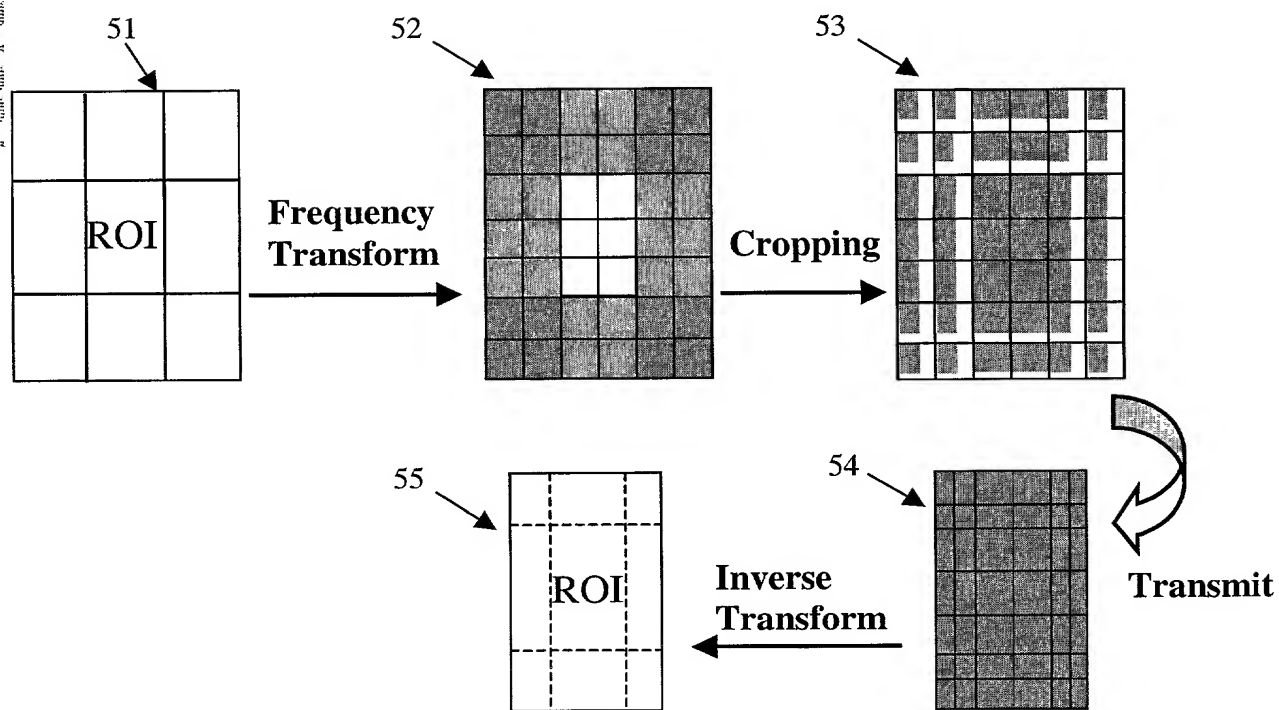 51
52
53
ROI
Frequency
Transform
Cropping
55
54
ROI
Inverse
Transform
Transmit